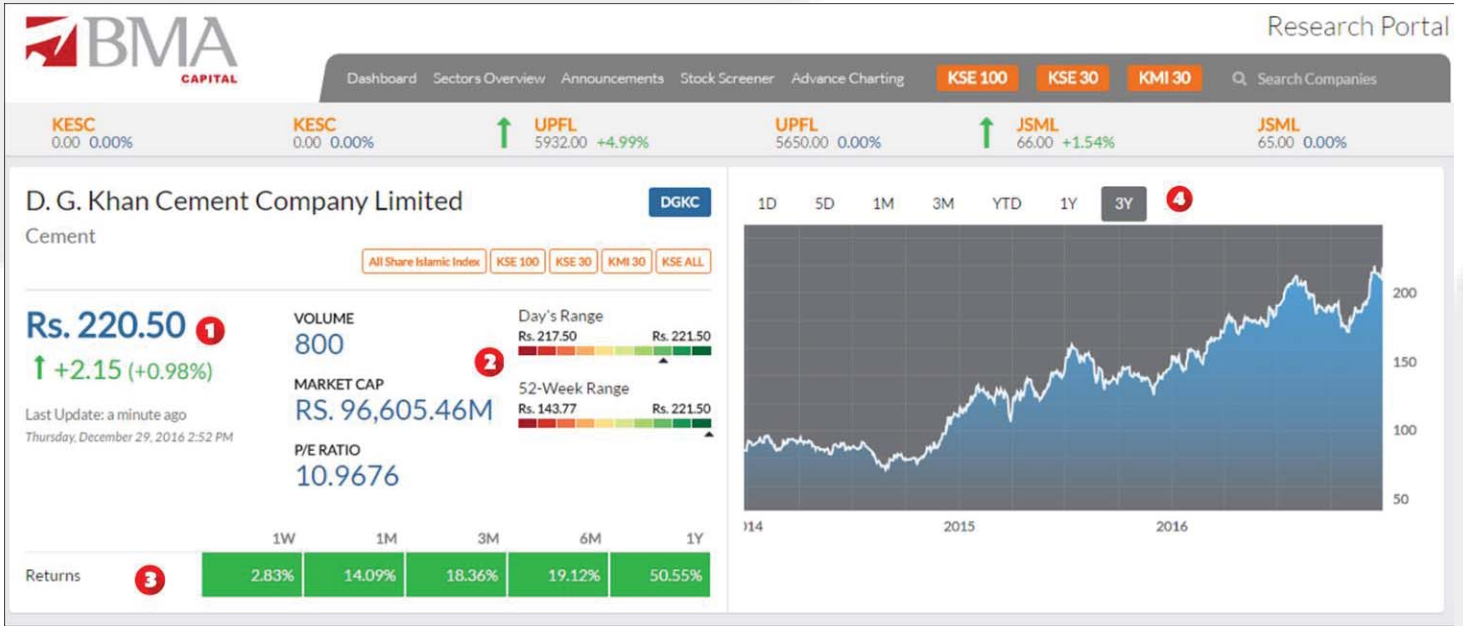 Research Portal
BMA
CAPITAL
Dashboard Sectors Overview Announcements Stock Screener Advance Charting KSE 100 KSE 30 KMI 30 Search Companies
KESC KESC UPFL UPFL JSML JSML
0.00 0.00% 0.00 0.00% 5932.00 +4.99% 5650.00 0.00% 66.00 +1.54% 65.00 0.00%
D. G. Khan Cement Company Limited DGKC
Cement
All Share Islamic Index KSE 100 KSE 30 KMI 30 KSE ALL
Rs. 220.50 1
+2.15 (+0.98%)
Last Update: a minute ago
Thursday, December 29, 2016 2:52 PM
VOLUME
800
MARKET CAP
RS. 96,605.46M
P/E RATIO
10.9676
2
Day's Range
Rs. 217.50 Rs. 221.50
52-Week Range
Rs. 143.77 Rs. 221.50
1W 1M 3M 6M 1Y
Returns 3 2.83% 14.09% 18.36% 19.12% 50.55%
1D 5D 1M 3M YTD 1Y 3Y 4
200
150
100
50
)14 2015 2016